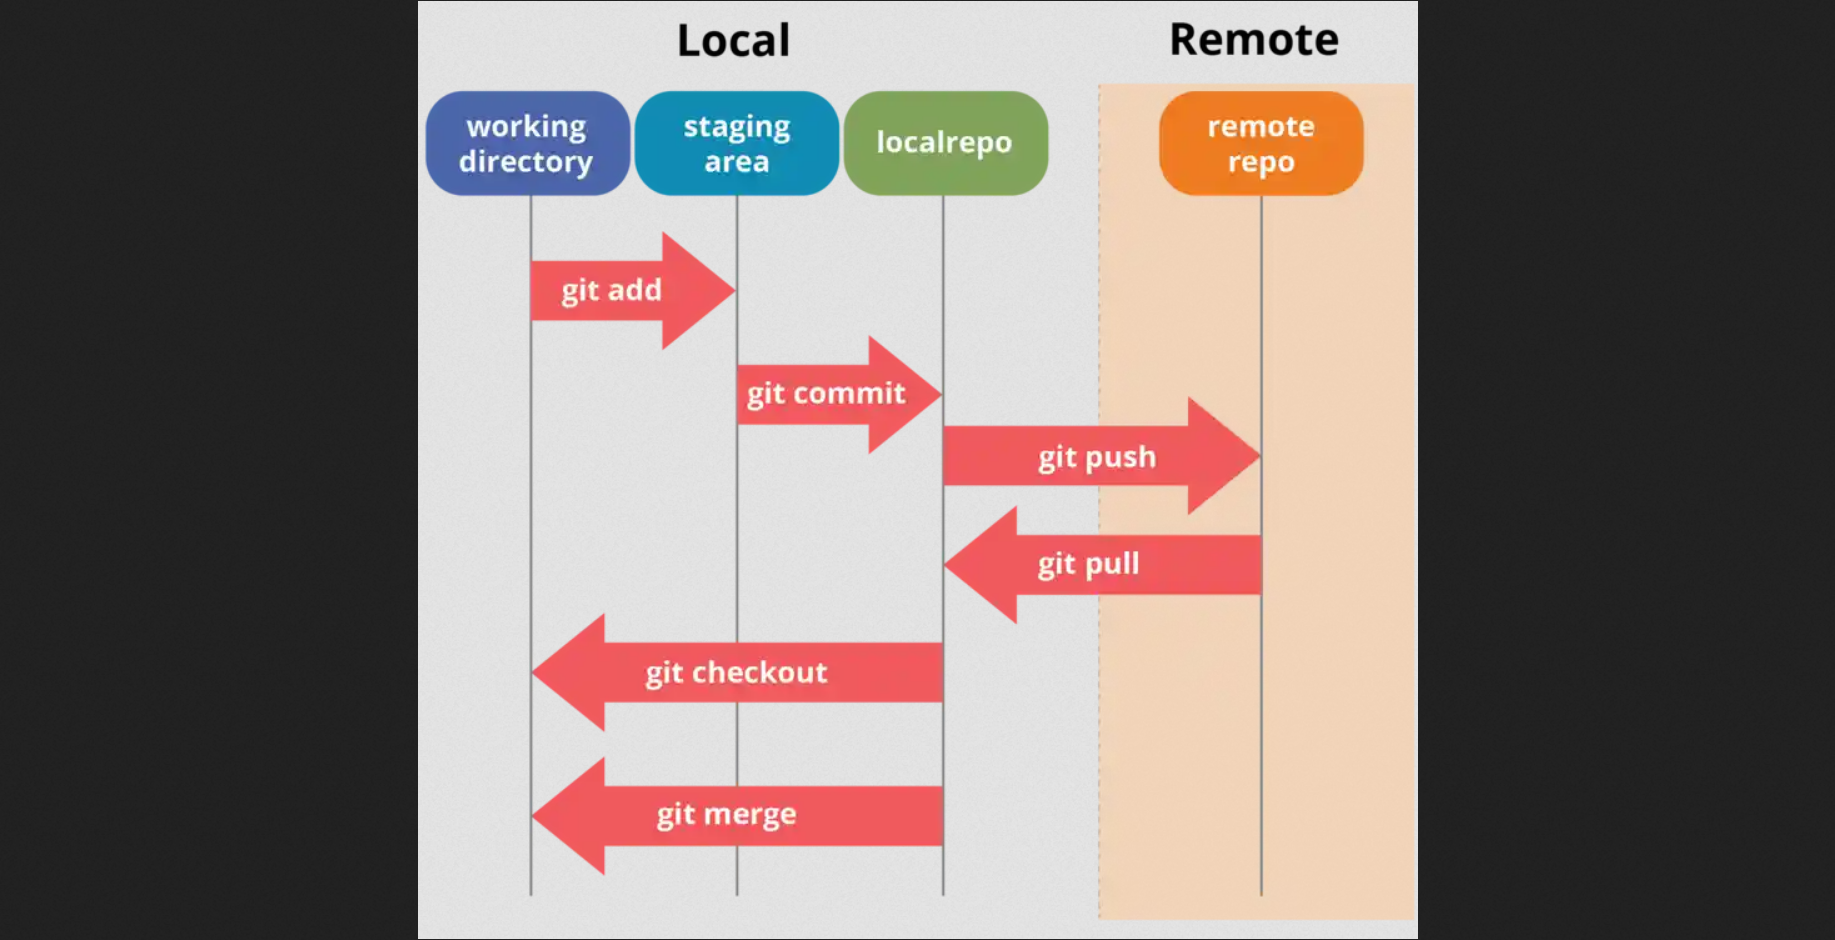 Local
Remote
working
directory
staging
area
localrepo
remote
repo
git add
git commit
git push
git pull
git checkout
git merge